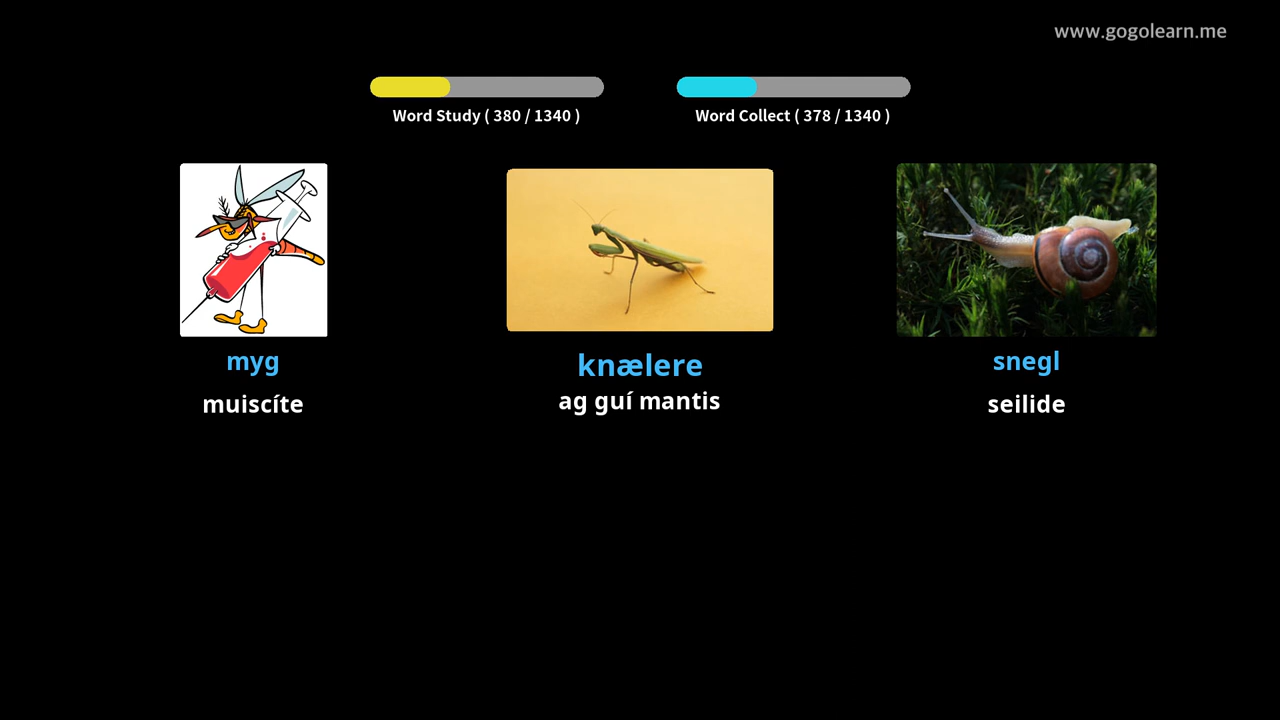 www.gogolearn.me
Word Study ( 380 / 1340 )
Word Collect ( 378 / 1340 )
myg
knælere
snegl
muiscíte
ag guí mantis
seilide